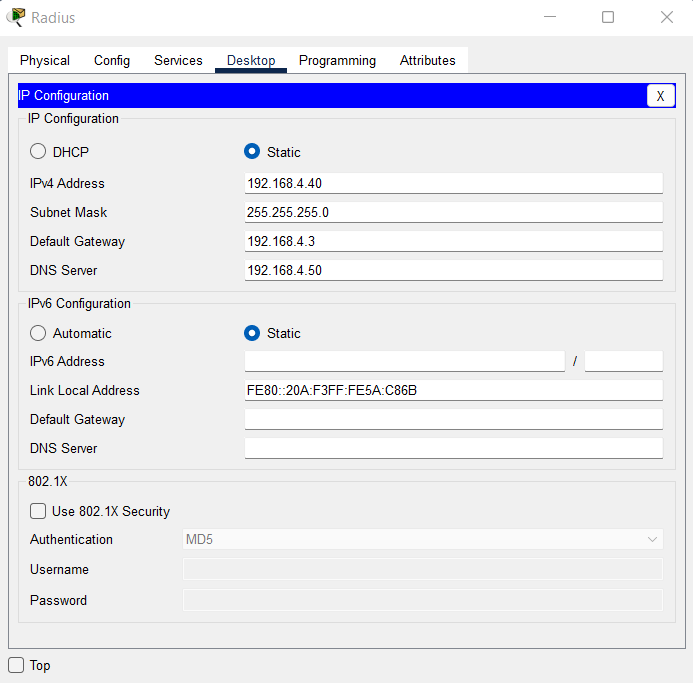 Radius
Physical Config Services Desktop Programming Attributes
IP Configuration X
IP Configuration
DHCP Static
IPv4 Address 192.168.4.40
Subnet Mask 255.255.255.0
Default Gateway 192.168.4.3
DNS Server 192.168.4.50
IPv6 Configuration
Automatic Static
IPv6 Address /
Link Local Address FE80::20A:F3FF:FE5A:C86B
Default Gateway
DNS Server
802.1X
Use 802.1X Security
Authentication MD5
Username
Password
Top